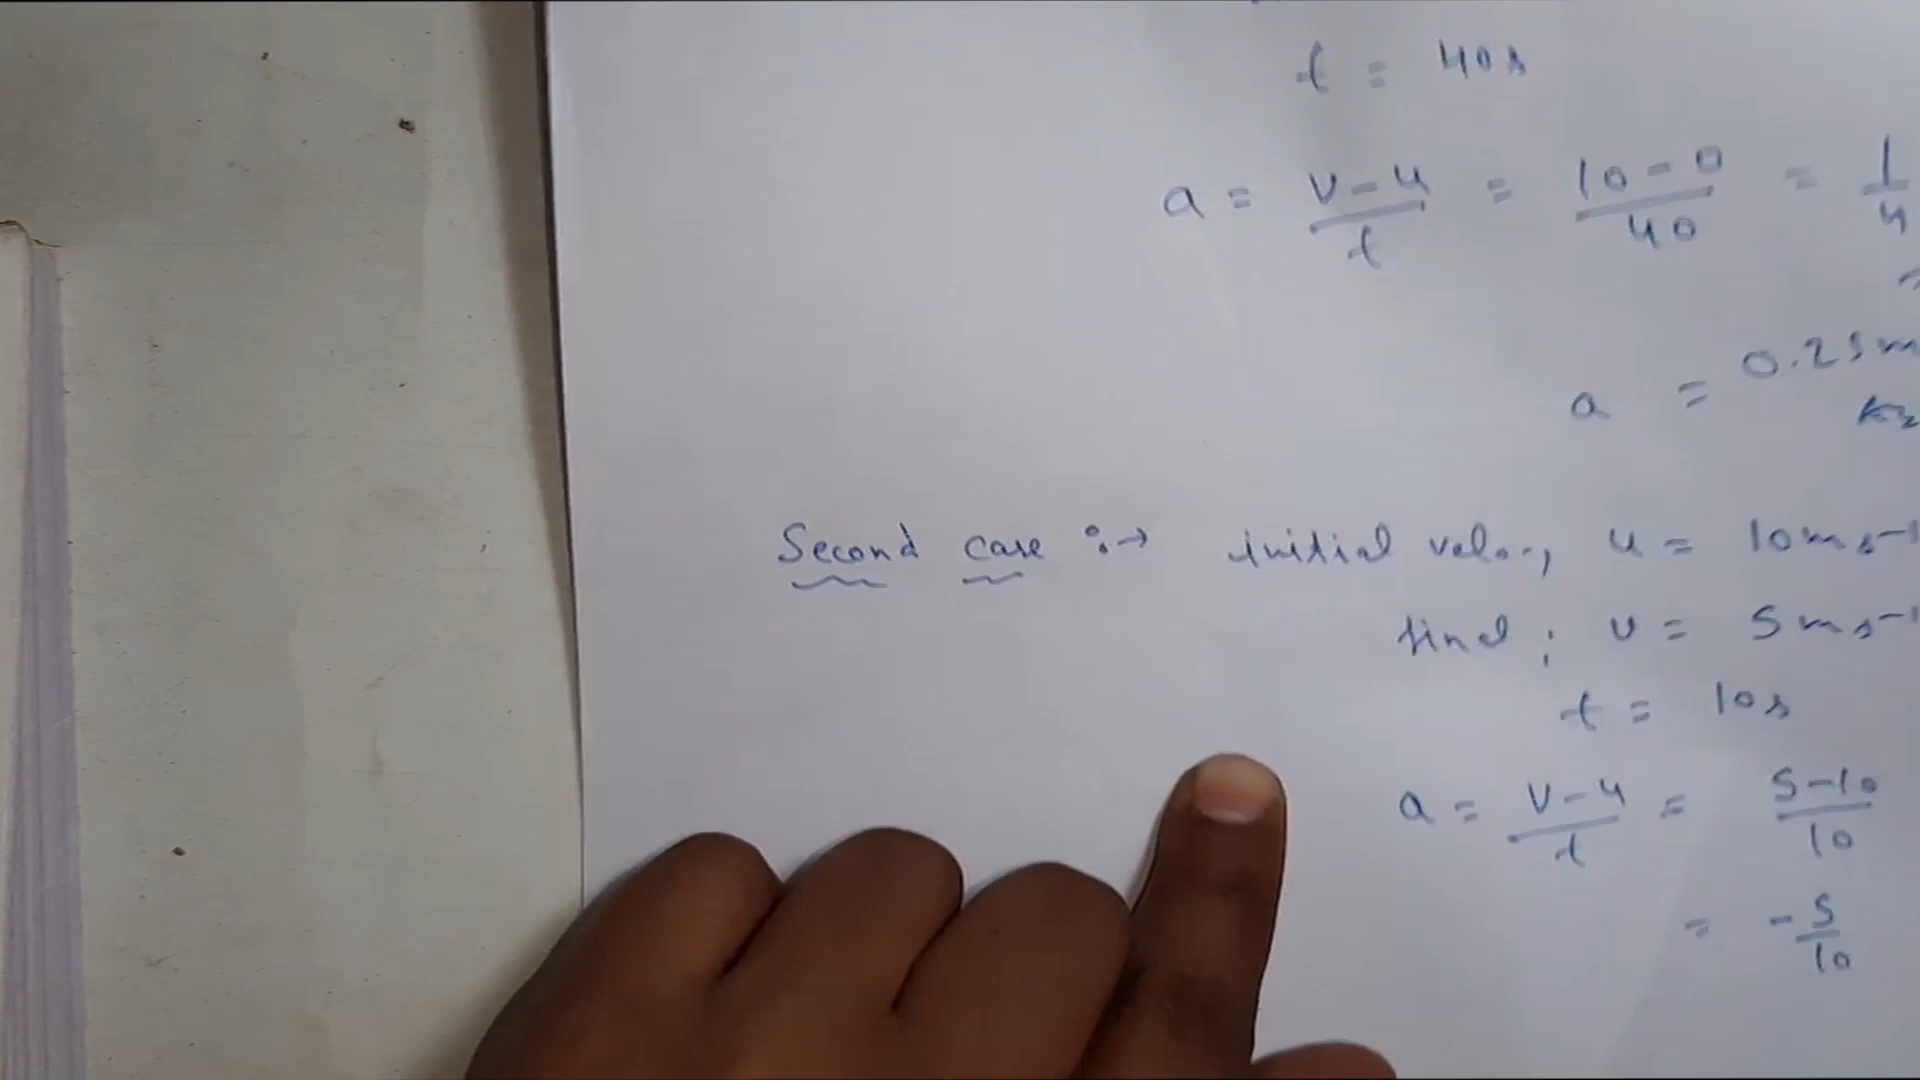 t = 40s
a = v-u/t = 10-0/40 = 1/4
=
a = 0.25m
Second case :→ initial velo., u = 10ms-1
final ; v = 5ms-1
t = 10s
a = v-u/t = 5-10/10
= -5/10